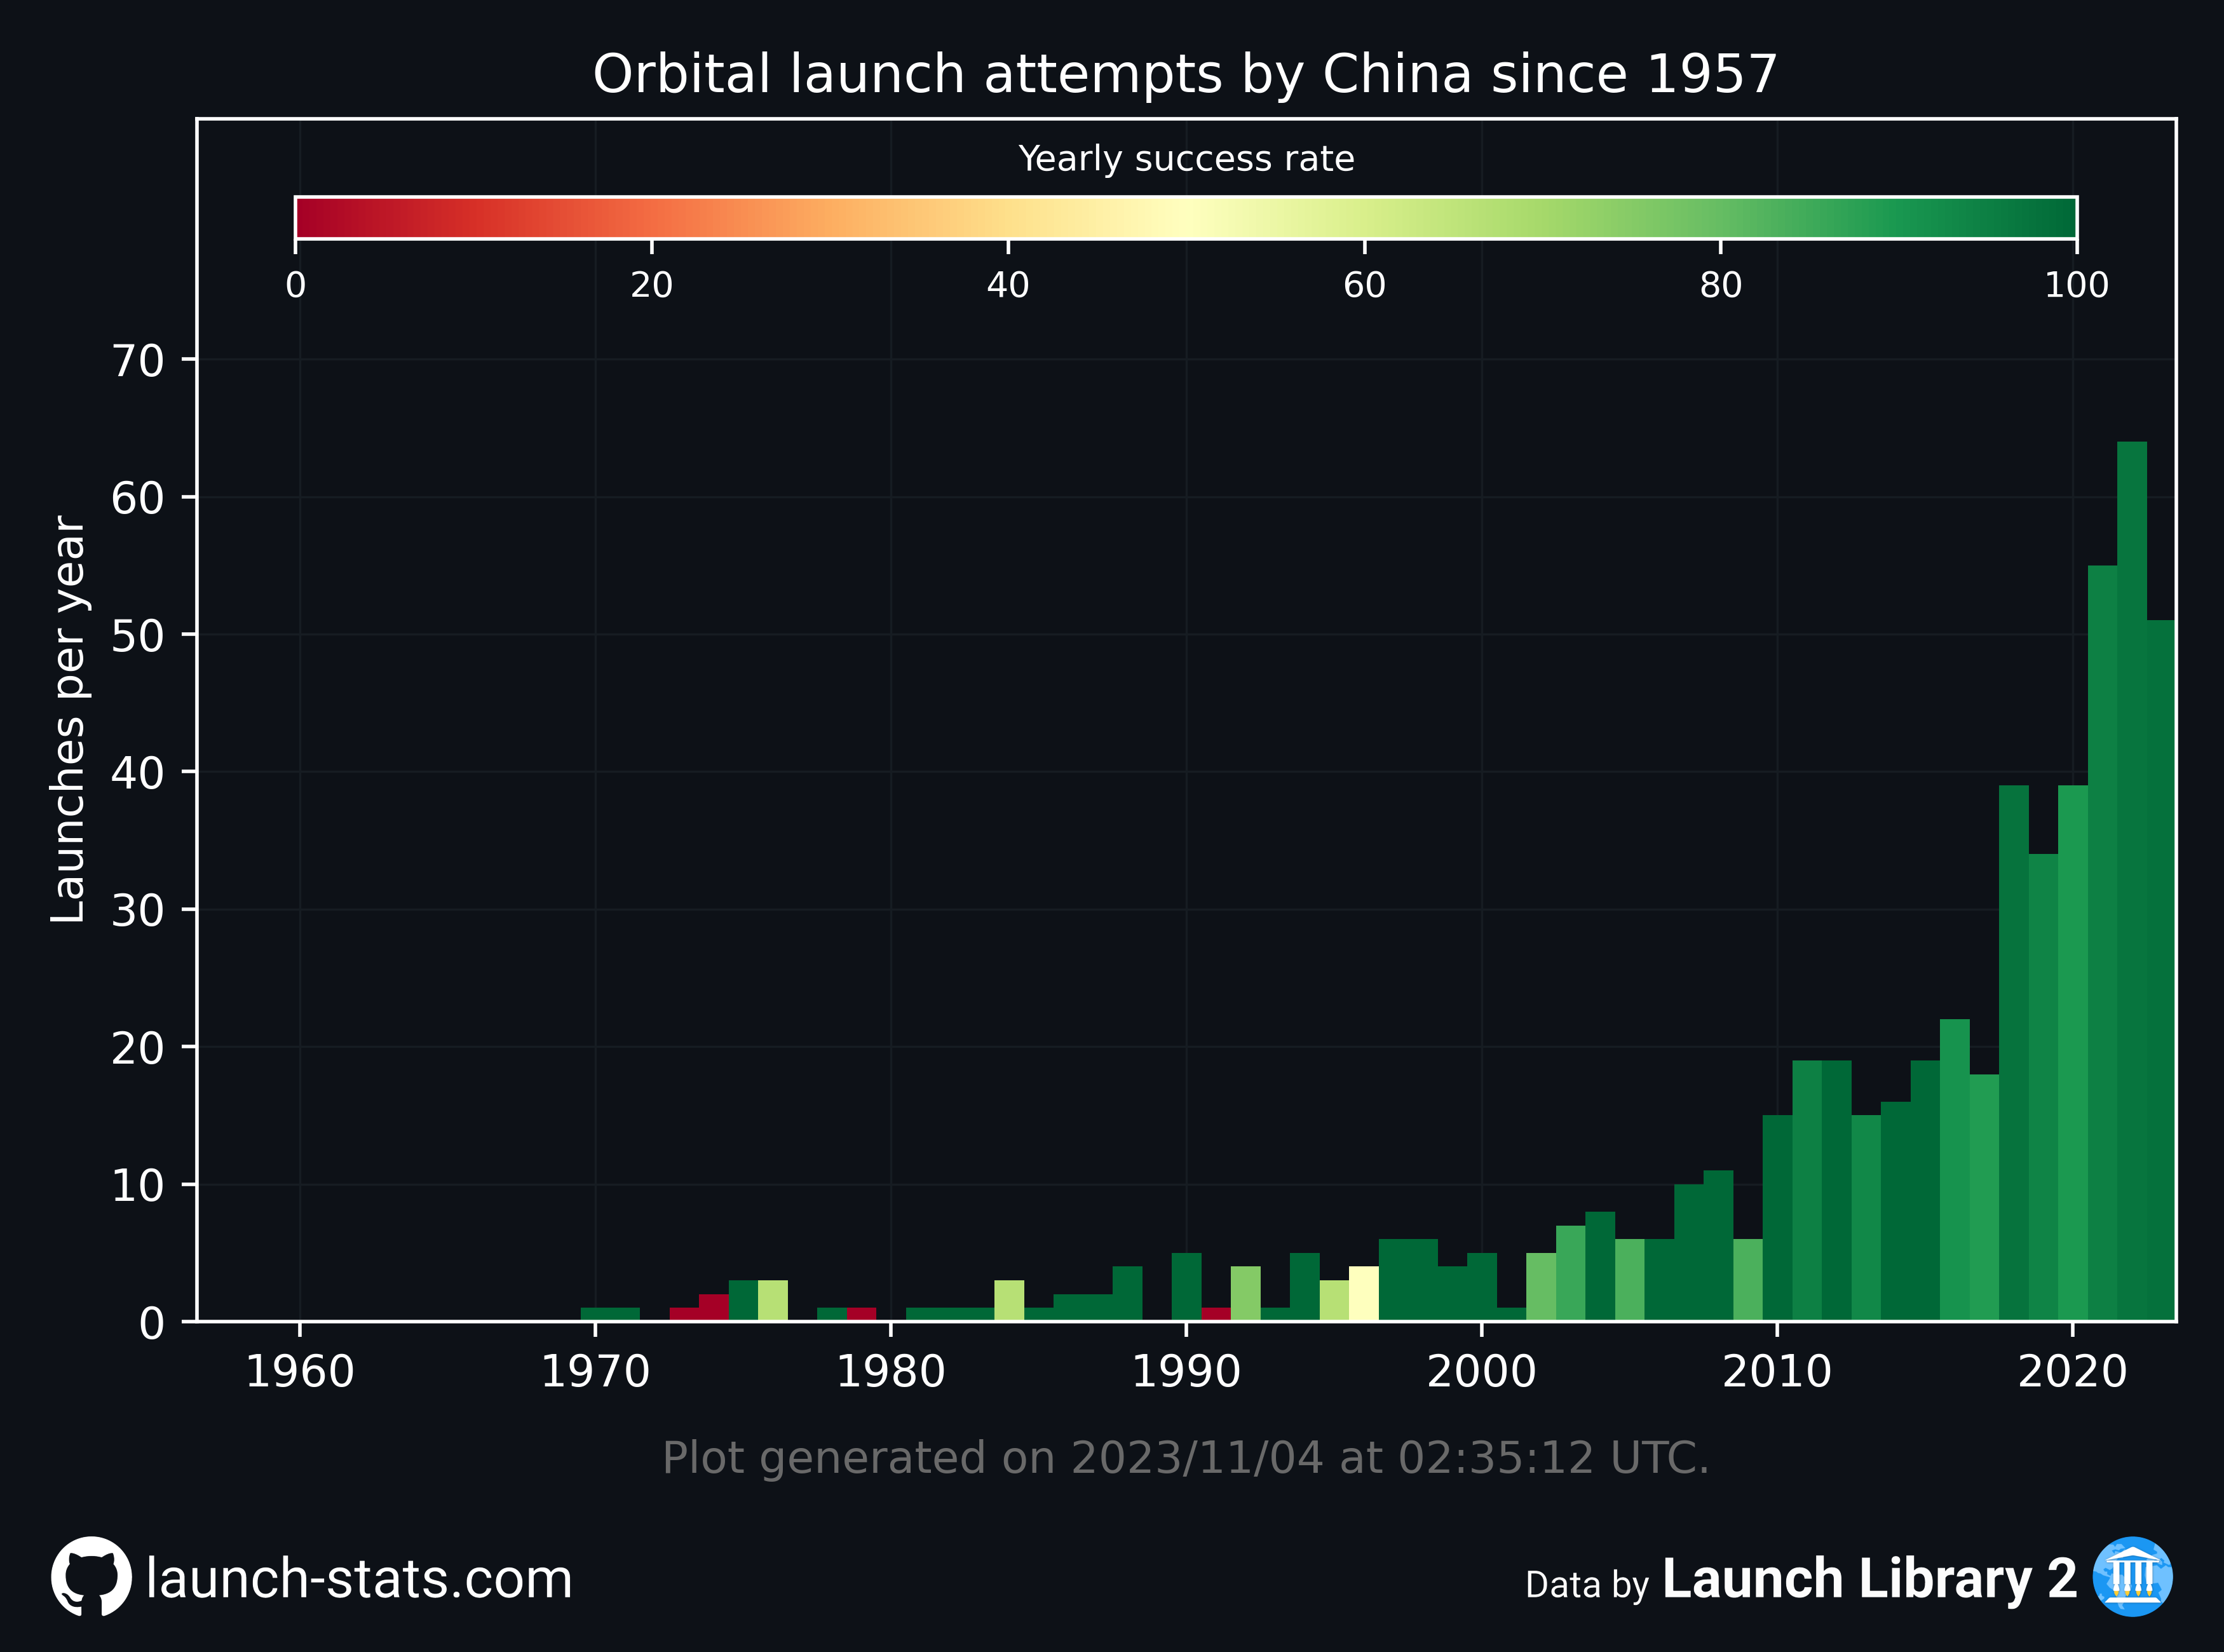 Orbital launch attempts by China since 1957
Yearly success rate
0 20 40 60 80 100
Launches per year
70
60
50
40
30
20
10
0
1960 1970 1980 1990 2000 2010 2020
Plot generated on 2023/11/04 at 02:35:12 UTC.
launch-stats.com
Data by Launch Library 2